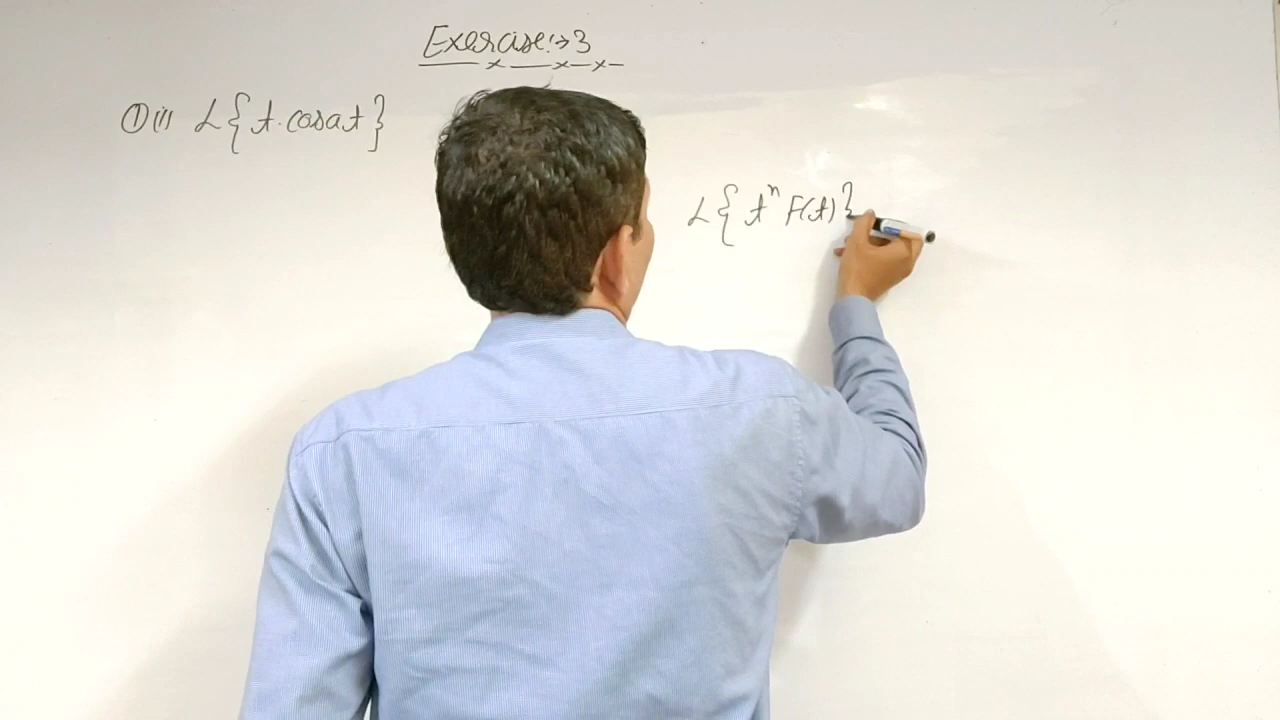 Exercise:→3
①(i) L{t.cosat}
L{t^n F(t)}